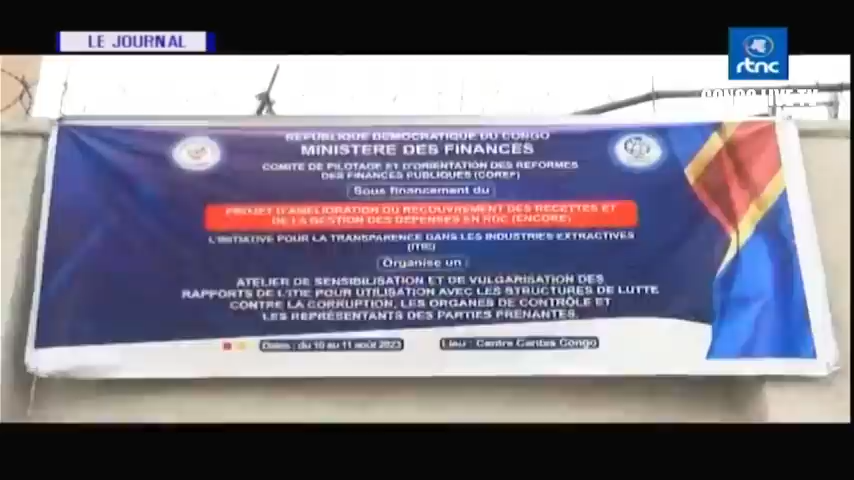 LE JOURNAL
rtnc
CONGO LIVE TV
REPUBLIQUE DEMOCRATIQUE DU CONGO
MINISTERE DES FINANCES
COMITE DE PILOTAGE ET D'ORIENTATION DES REFORMES
DES FINANCES PUBLIQUES (COREF)
Sous financement du
PROJET D'AMELIORATION DU RECOUVREMENT DES RECETTES ET
DE LA GESTION DES DEPENSES EN RDC (ENCORE)
L'INITIATIVE POUR LA TRANSPARENCE DANS LES INDUSTRIES EXTRACTIVES
(ITIE)
Organise un
ATELIER DE SENSIBILISATION ET DE VULGARISATION DES
RAPPORTS DE L'ITIE POUR UTILISATION AVEC LES STRUCTURES DE LUTTE
CONTRE LA CORRUPTION, LES ORGANES DE CONTRÔLE ET
LES REPRÉSENTANTS DES PARTIES PRENANTES.
Dates : du 10 au 11 août 2023
Lieu : Centre Caritas Congo